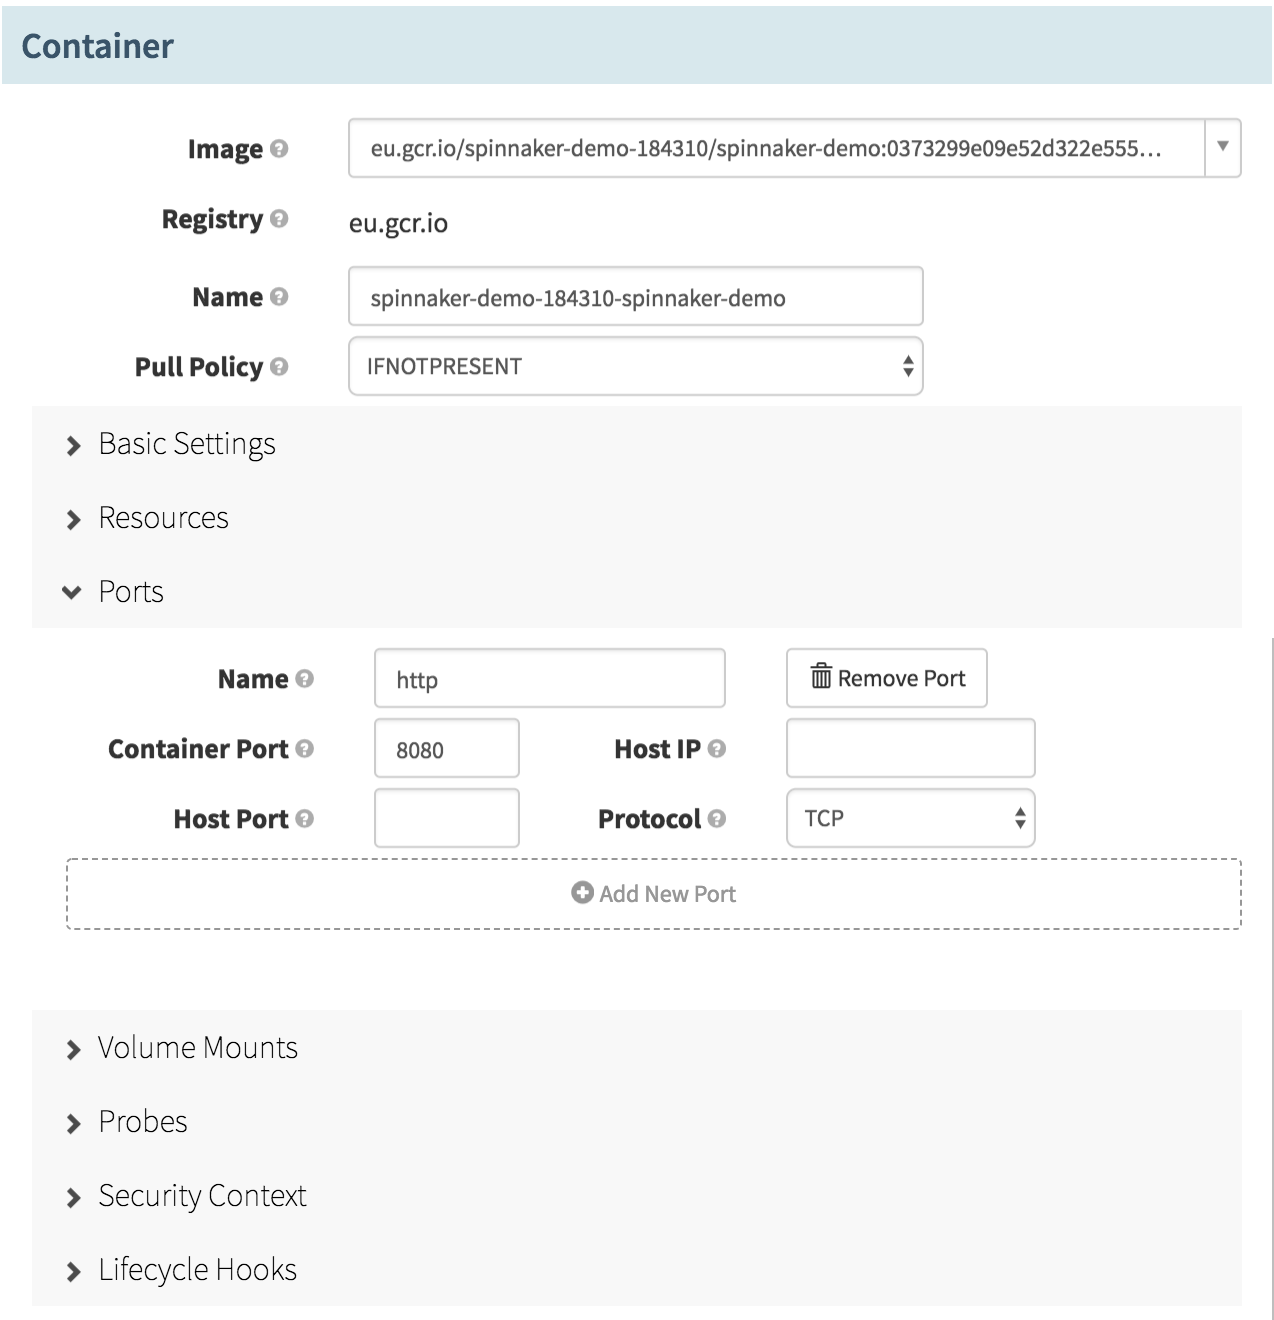 Container
Image
eu.gcr.io/spinnaker-demo-184310/spinnaker-demo:0373299e09e52d322e555...
Registry
eu.gcr.io
Name
spinnaker-demo-184310-spinnaker-demo
Pull Policy
IFNOTPRESENT
Basic Settings
Resources
Ports
Name
http
Remove Port
Container Port
8080
Host IP
Host Port
Protocol
TCP
Add New Port
Volume Mounts
Probes
Security Context
Lifecycle Hooks